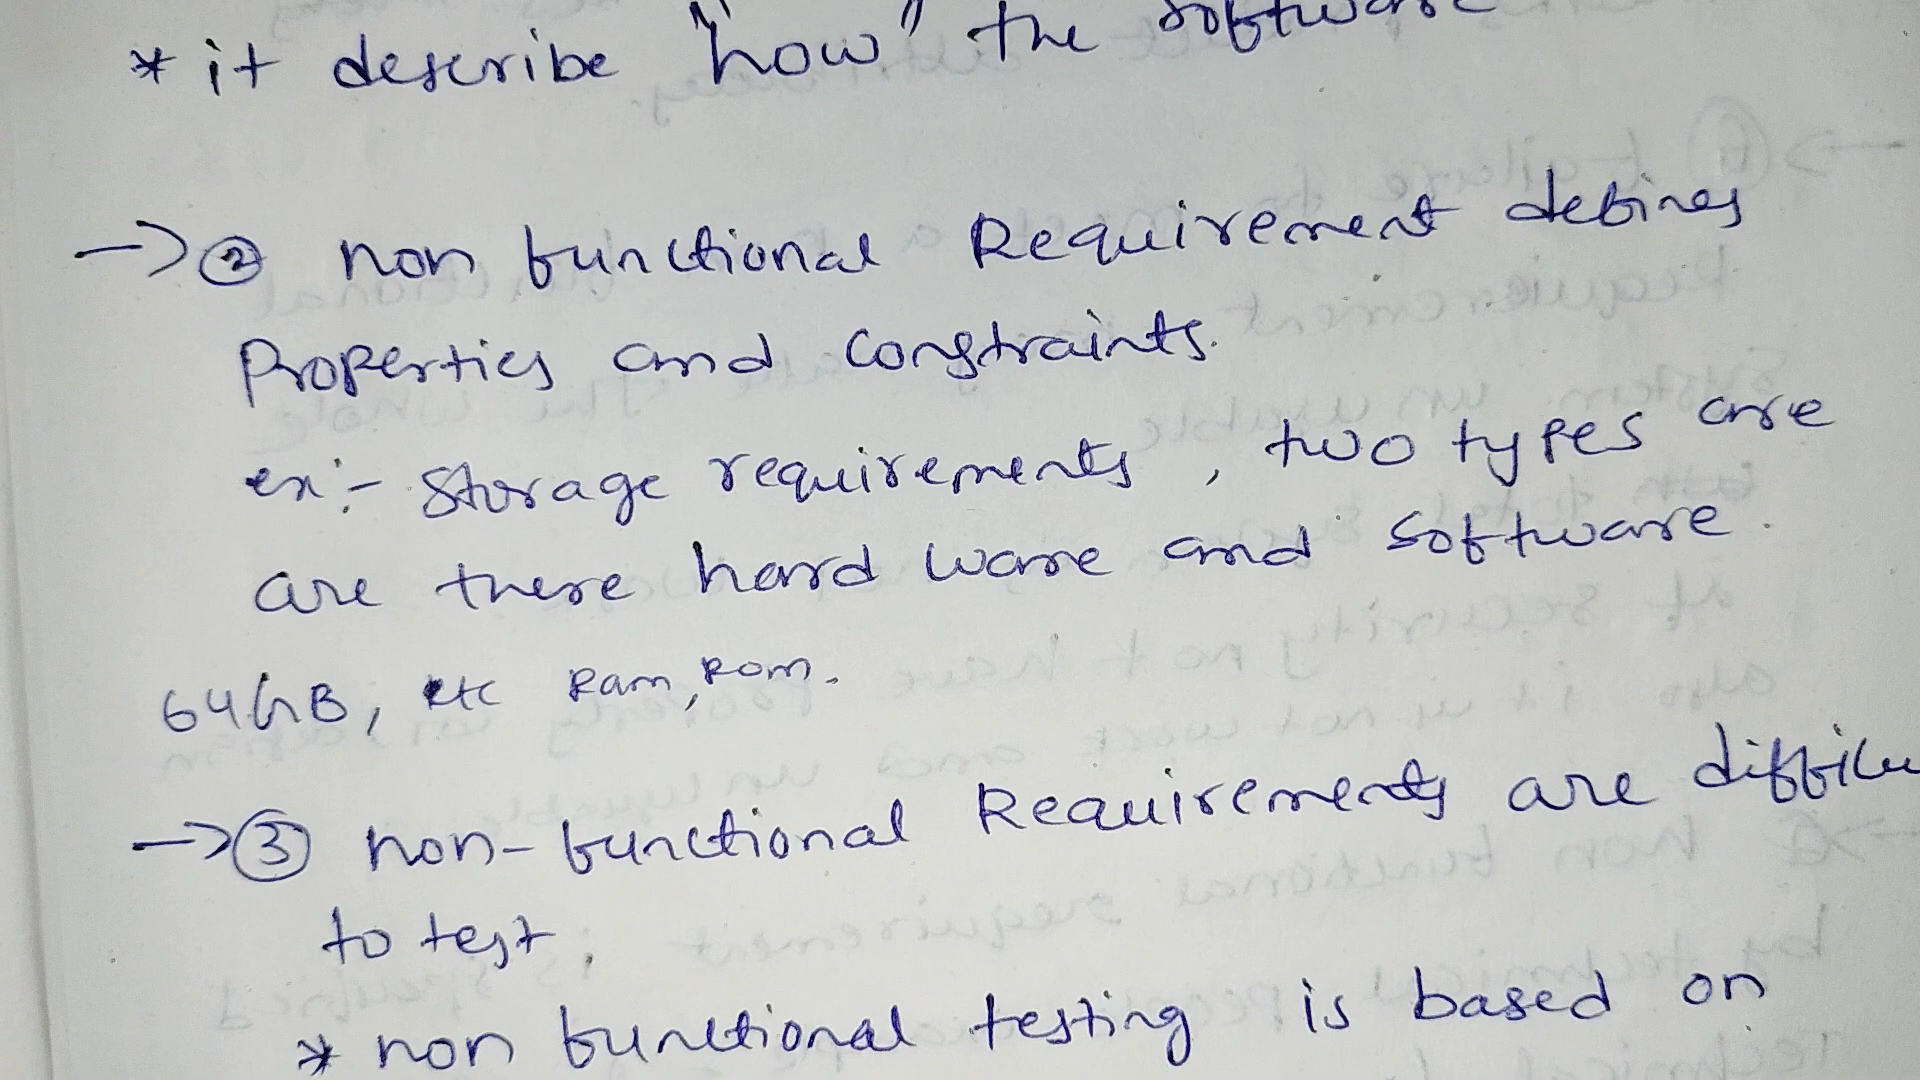 * it describe "how" the software
-> ② non functional Requirement defines
Properties and constraints.
ex:- Storage requirements, two types are
are there hard ware and software.
64GB, etc Ram, Rom.
-> ③ non-functional Requirements are difficu
to test.
* non functional testing is based on